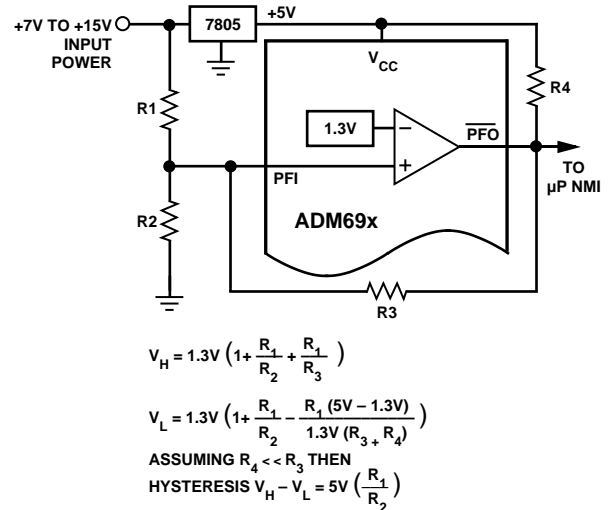 +7V TO +15V
INPUT
POWER
7805
+5V
V_CC
R4
R1
1.3V
−
+
P̅F̅O̅
TO
µP NMI
PFI
R2
ADM69x
R3
V_H = 1.3V (1+ R_1/R_2 + R_1/R_3)
V_L = 1.3V (1+ R_1/R_2 − R_1 (5V − 1.3V)/1.3V (R_3 + R_4))
ASSUMING R_4 << R_3 THEN
HYSTERESIS V_H − V_L = 5V (R_1/R_2)